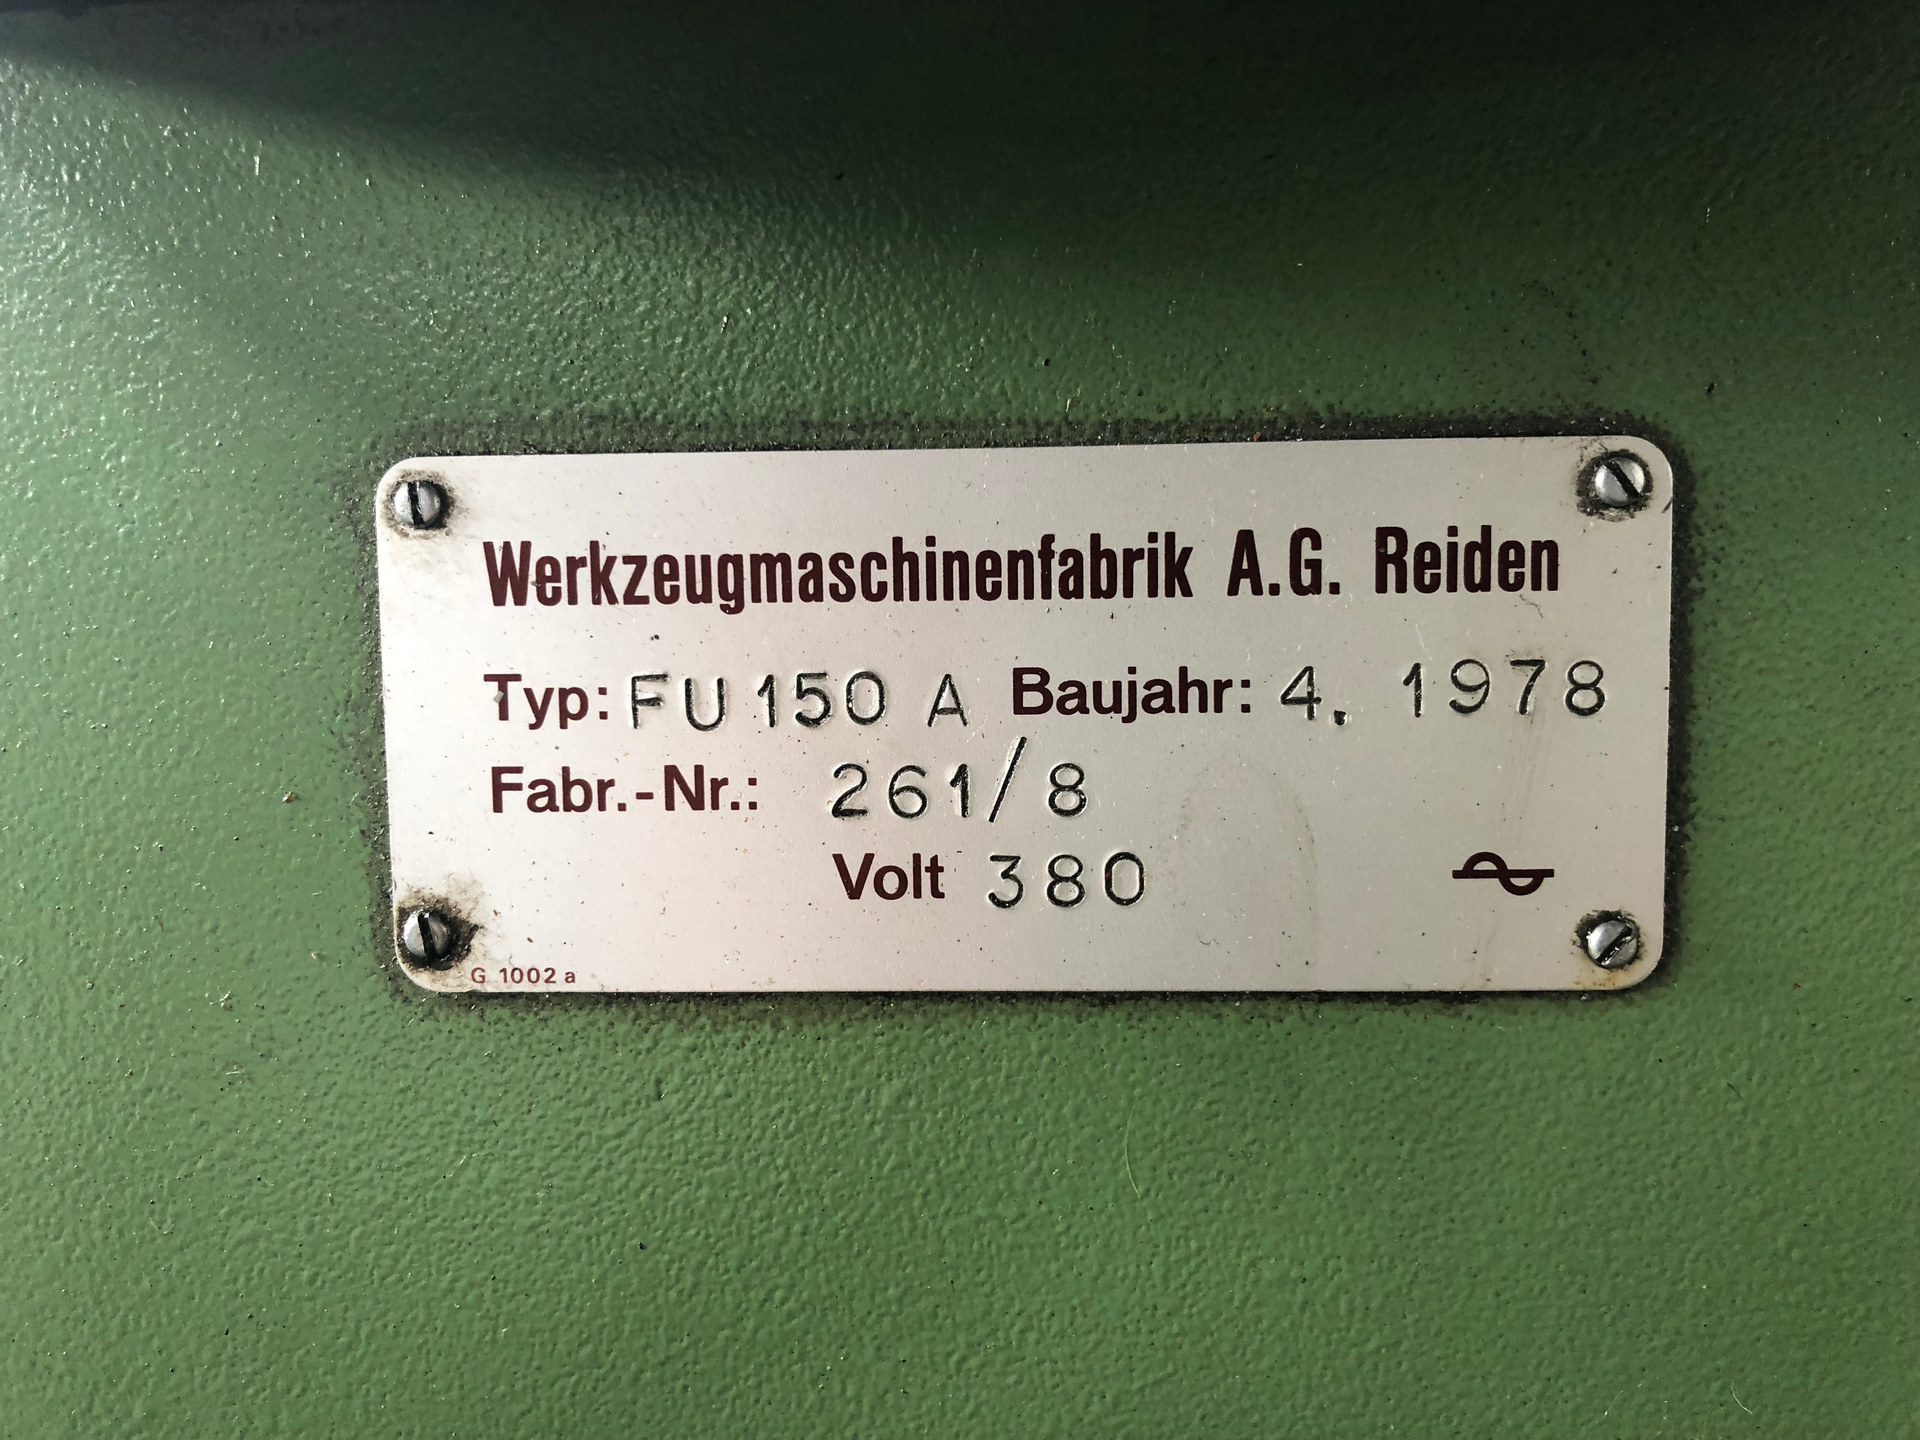 Werkzeugmaschinenfabrik A.G. Reiden
Typ: FU 150 A Baujahr: 4. 1978
Fabr.-Nr.: 261/8
Volt 380
G 1002 a